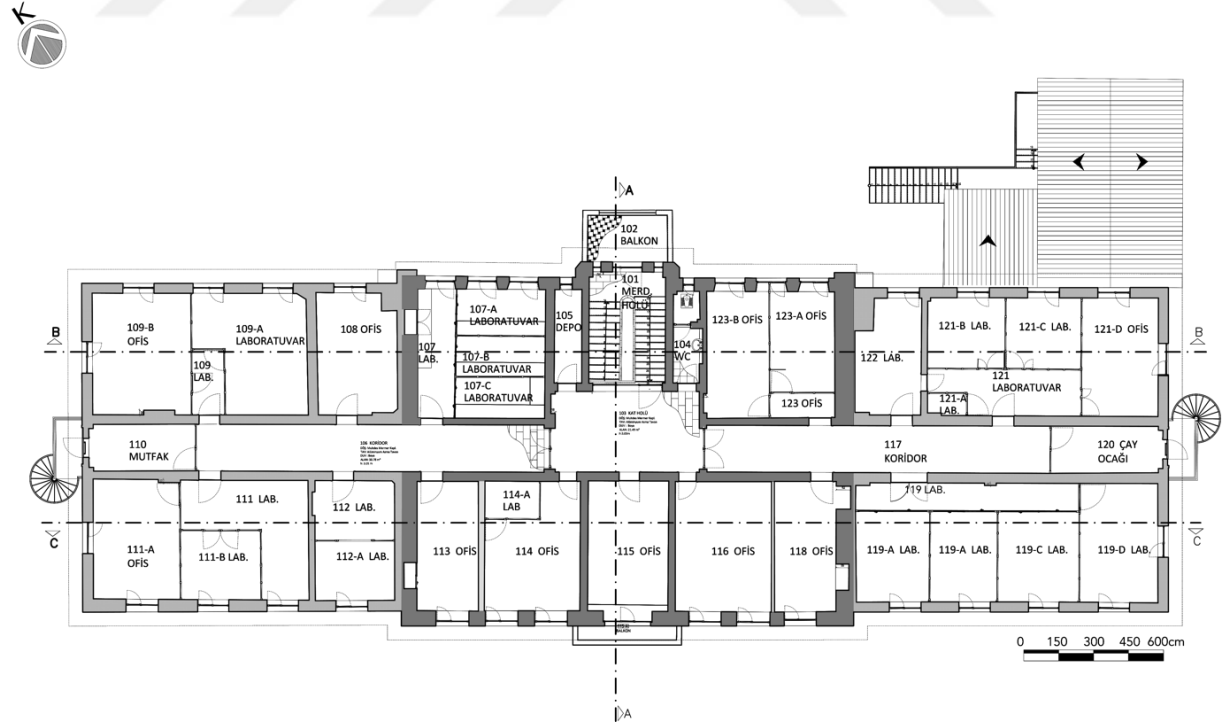 K
A
102
BALKON
101
MERD.
HOLÜ
105
DEPO
104
WC
107-A
LABORATUVAR
107
LAB.
107-B
LABORATUVAR
107-C
LABORATUVAR
108 OFİS
109-B
OFİS
109-A
LABORATUVAR
109
LAB.
123-B OFİS
123-A OFİS
123 OFİS
122 LAB.
121-B LAB.
121-C LAB.
121-D OFİS
121
LABORATUVAR
121-A
LAB.
B
B
110
MUTFAK
106 KORİDOR
103 KAT HOLÜ
117
KORİDOR
120 ÇAY
OCAĞI
111 LAB.
111-A
OFİS
111-B LAB.
112 LAB.
112-A LAB.
113 OFİS
114-A
LAB
114 OFİS
115 OFİS
116 OFİS
118 OFİS
119 LAB.
119-A LAB.
119-A LAB.
119-C LAB.
119-D LAB.
C
C
BALKON
0 150 300 450 600cm
A